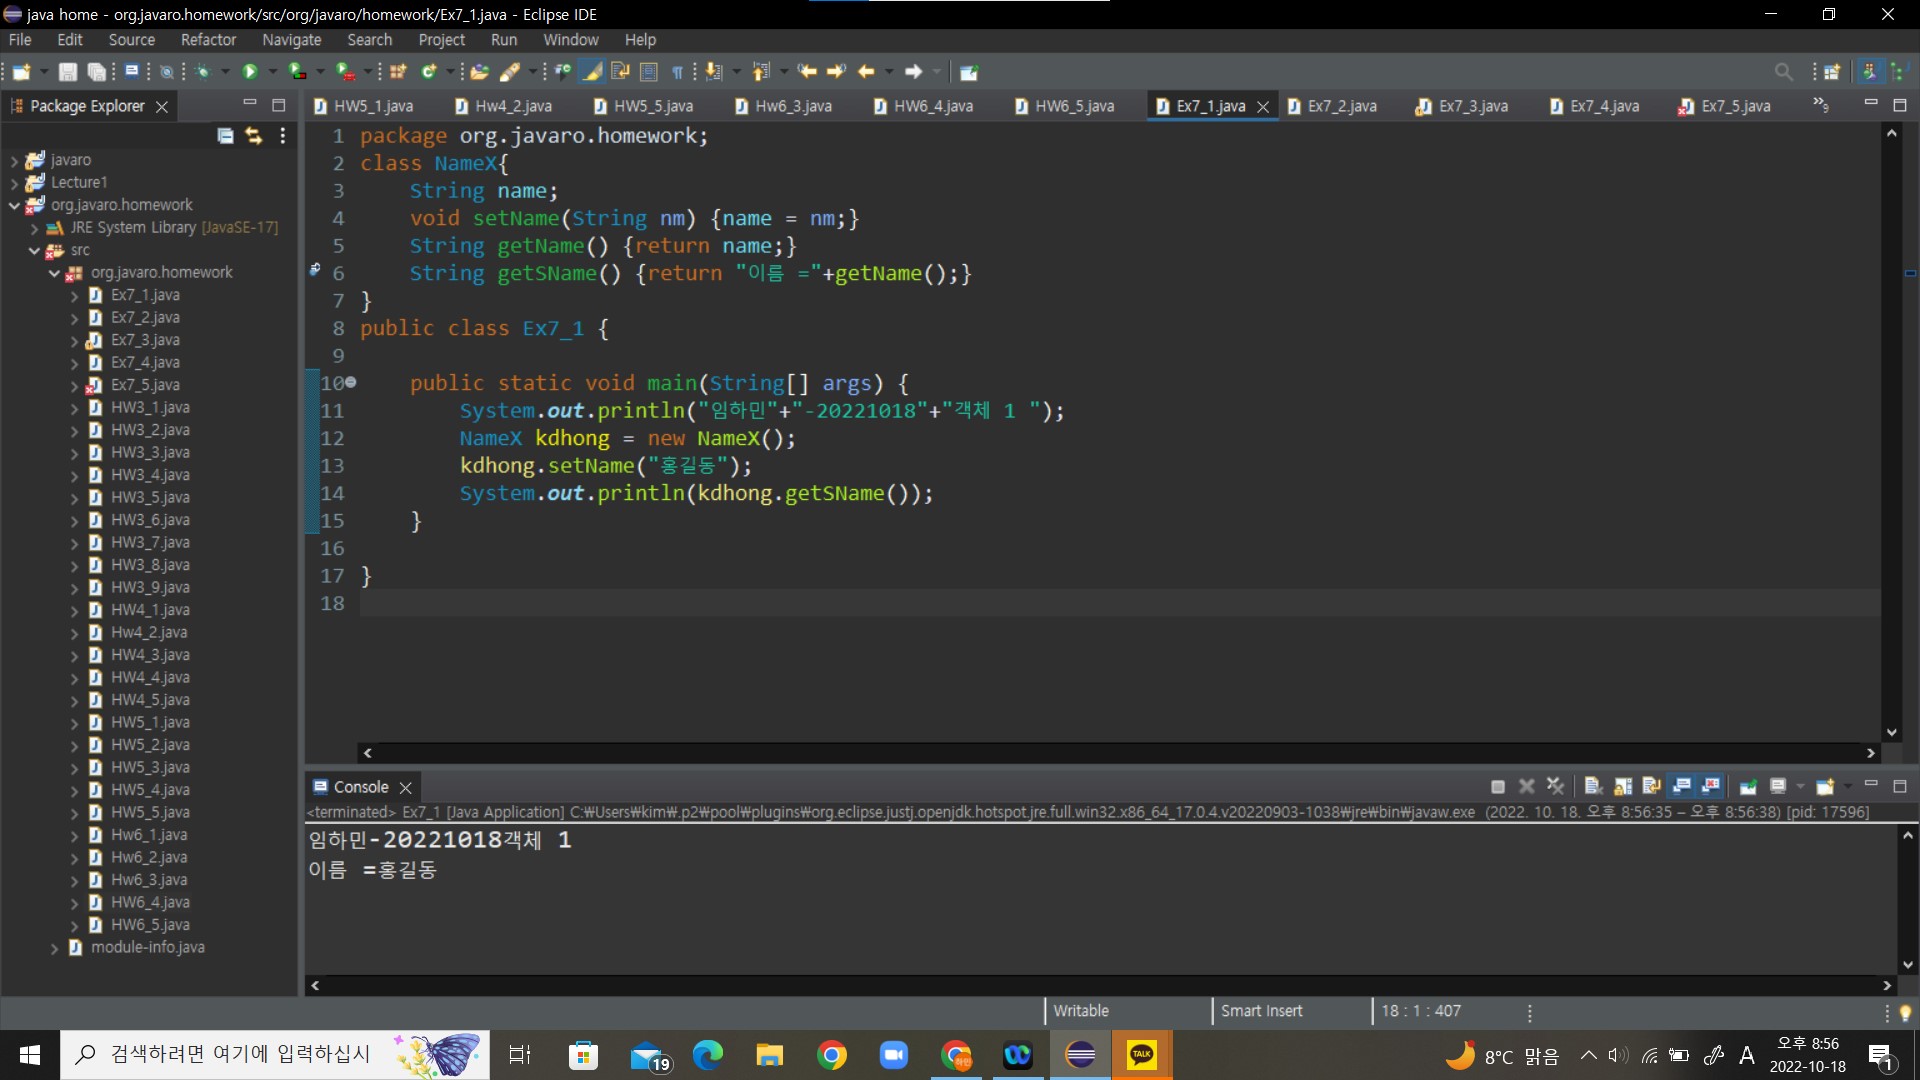 java home - org.javaro.homework/src/org/javaro/homework/Ex7_1.java - Eclipse IDE
File Edit Source Refactor Navigate Search Project Run Window Help
Package Explorer
HW5_1.java Hw4_2.java HW5_5.java Hw6_3.java HW6_4.java HW6_5.java Ex7_1.java Ex7_2.java Ex7_3.java Ex7_4.java Ex7_5.java »9
javaro
Lecture1
org.javaro.homework
JRE System Library [JavaSE-17]
src
org.javaro.homework
Ex7_1.java
Ex7_2.java
Ex7_3.java
Ex7_4.java
Ex7_5.java
HW3_1.java
HW3_2.java
HW3_3.java
HW3_4.java
HW3_5.java
HW3_6.java
HW3_7.java
HW3_8.java
HW3_9.java
HW4_1.java
Hw4_2.java
HW4_3.java
HW4_4.java
HW4_5.java
HW5_1.java
HW5_2.java
HW5_3.java
HW5_4.java
HW5_5.java
Hw6_1.java
Hw6_2.java
Hw6_3.java
HW6_4.java
HW6_5.java
module-info.java
1 package org.javaro.homework;
2 class NameX{
3 String name;
4 void setName(String nm) {name = nm;}
5 String getName() {return name;}
6 String getSName() {return "이름 ="+getName();}
7 }
8 public class Ex7_1 {
9
10 public static void main(String[] args) {
11 System.out.println("임하민"+"-20221018"+"객체 1 ");
12 NameX kdhong = new NameX();
13 kdhong.setName("홍길동");
14 System.out.println(kdhong.getSName());
15 }
16
17 }
18
Console
<terminated> Ex7_1 [Java Application] C:₩Users₩kim₩.p2₩pool₩plugins₩org.eclipse.justj.openjdk.hotspot.jre.full.win32.x86_64_17.0.4.v20220903-1038₩jre₩bin₩javaw.exe (2022. 10. 18. 오후 8:56:35 – 오후 8:56:38) [pid: 17596]
임하민-20221018객체 1
이름 =홍길동
Writable Smart Insert 18 : 1 : 407
검색하려면 여기에 입력하십시 19 TALK 8°C 맑음 A 오후 8:56 1
2022-10-18